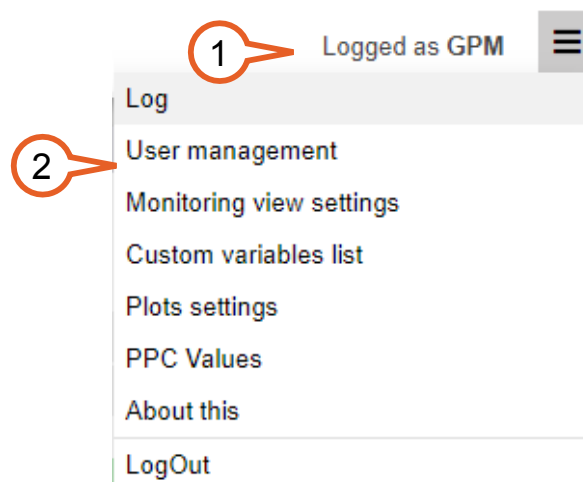 1
Logged as GPM
Log
2
User management
Monitoring view settings
Custom variables list
Plots settings
PPC Values
About this
LogOut